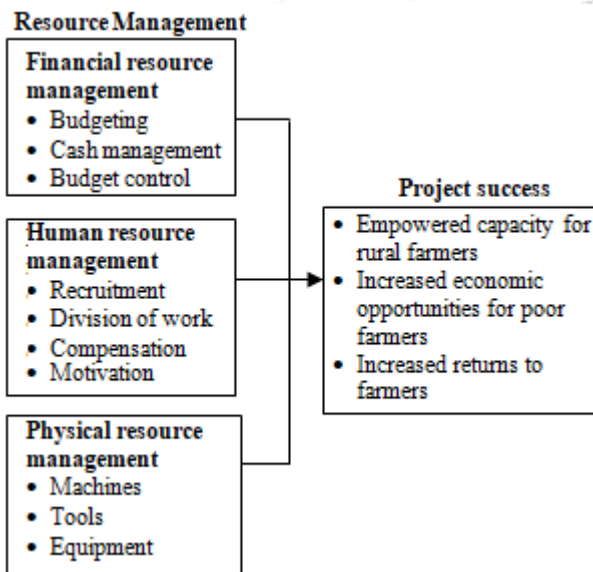 Resource Management
Financial resource
management
• Budgeting
• Cash management
• Budget control
Human resource
management
• Recruitment
• Division of work
• Compensation
• Motivation
Physical resource
management
• Machines
• Tools
• Equipment
Project success
• Empowered capacity for
rural farmers
• Increased economic
opportunities for poor
farmers
• Increased returns to
farmers